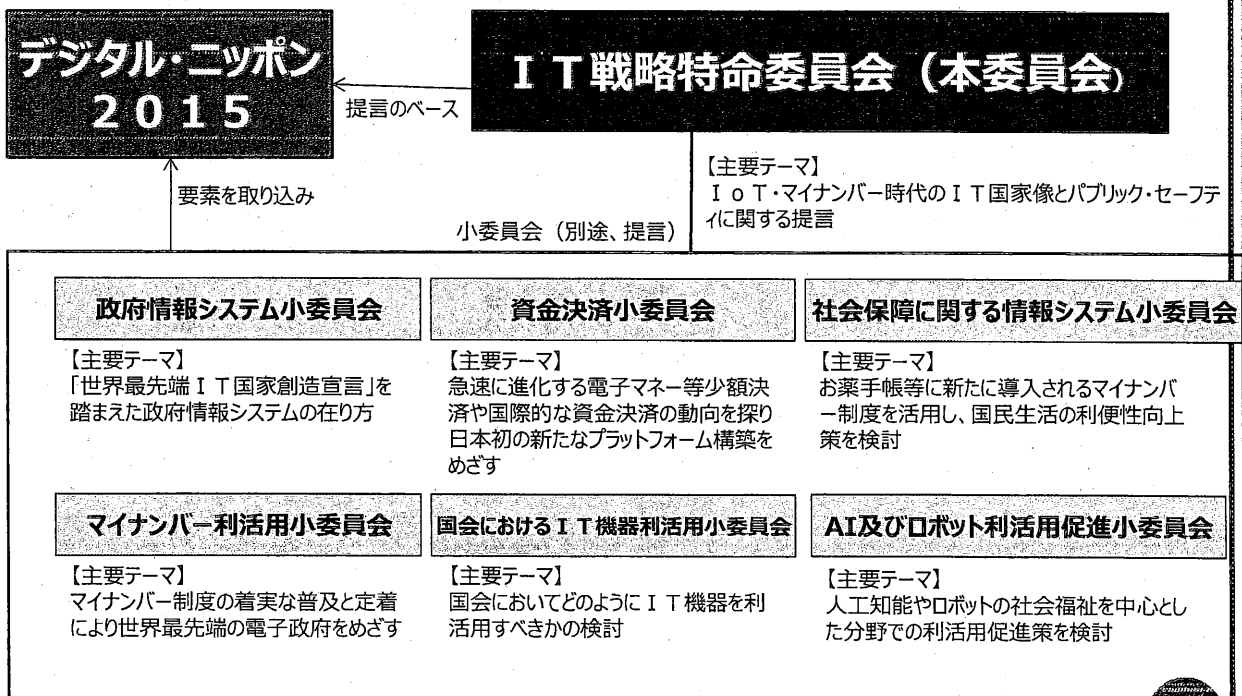 デジタル・ニッポン
２０１５
ＩＴ戦略特命委員会（本委員会）
提言のベース
要素を取り込み
【主要テーマ】
ＩｏＴ・マイナンバー時代のＩＴ国家像とパブリック・セーフテ
ィに関する提言
小委員会（別途、提言）
政府情報システム小委員会
【主要テーマ】
「世界最先端ＩＴ国家創造宣言」を
踏まえた政府情報システムの在り方
資金決済小委員会
【主要テーマ】
急速に進化する電子マネー等少額決
済や国際的な資金決済の動向を探り
日本初の新たなプラットフォーム構築を
めざす
社会保障に関する情報システム小委員会
【主要テーマ】
お薬手帳等に新たに導入されるマイナンバ
ー制度を活用し、国民生活の利便性向上
策を検討
マイナンバー利活用小委員会
【主要テーマ】
マイナンバー制度の着実な普及と定着
により世界最先端の電子政府をめざす
国会におけるＩＴ機器利活用小委員会
【主要テーマ】
国会においてどのようにＩＴ機器を利
活用すべきかの検討
AI及びロボット利活用促進小委員会
【主要テーマ】
人工知能やロボットの社会福祉を中心とし
た分野での利活用促進策を検討